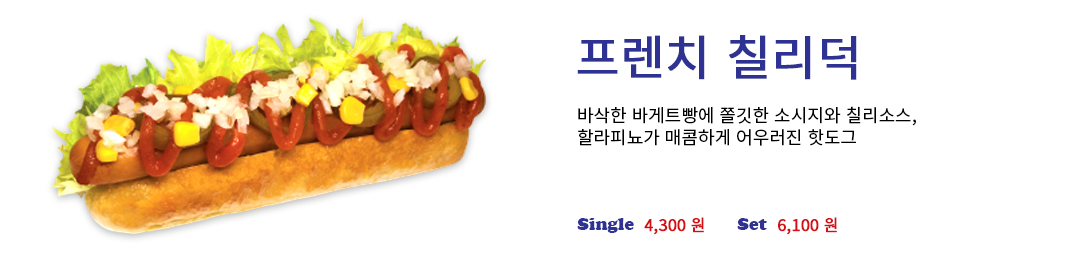 프렌치 칠리덕
바삭한 바게트빵에 쫄깃한 소시지와 칠리소스,
할라피뇨가 매콤하게 어우러진 핫도그
Single 4,300 원 Set 6,100 원